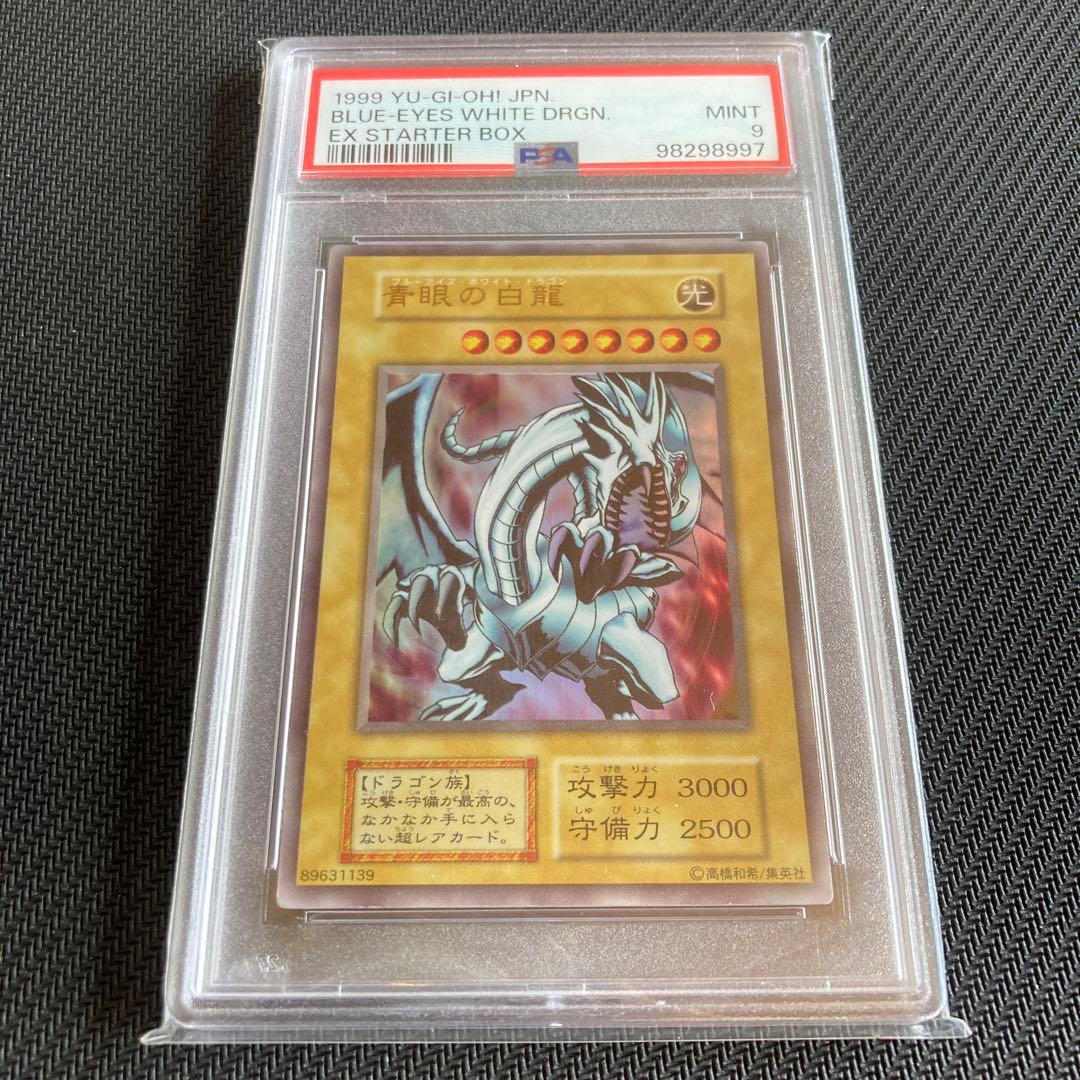 1999 YU-GI-OH! JPN.
BLUE-EYES WHITE DRGN. MINT
EX STARTER BOX 9
PSA 98298997
ブルーアイズ・ホワイト・ドラゴン
青眼の白龍
光
【ドラゴン族】
攻撃・守備が最高の、
なかなか手に入ら
ない超レアカード。
こう げき りょく
攻撃力 3000
しゅ び りょく
守備力 2500
89631139
©高橋和希/集英社